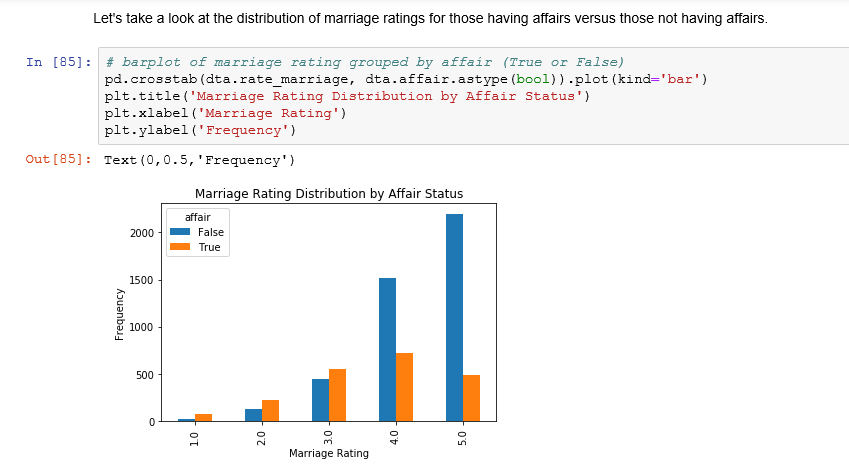 Let's take a look at the distribution of marriage ratings for those having affairs versus those not having affairs.
In [85]: # barplot of marriage rating grouped by affair (True or False)
pd.crosstab(dta.rate_marriage, dta.affair.astype(bool)).plot(kind='bar')
plt.title('Marriage Rating Distribution by Affair Status')
plt.xlabel('Marriage Rating')
plt.ylabel('Frequency')
Out[85]: Text(0,0.5,'Frequency')
Marriage Rating Distribution by Affair Status
affair
False
True
2000
1500
1000
500
0
Frequency
1.0 2.0 3.0 4.0 5.0
Marriage Rating